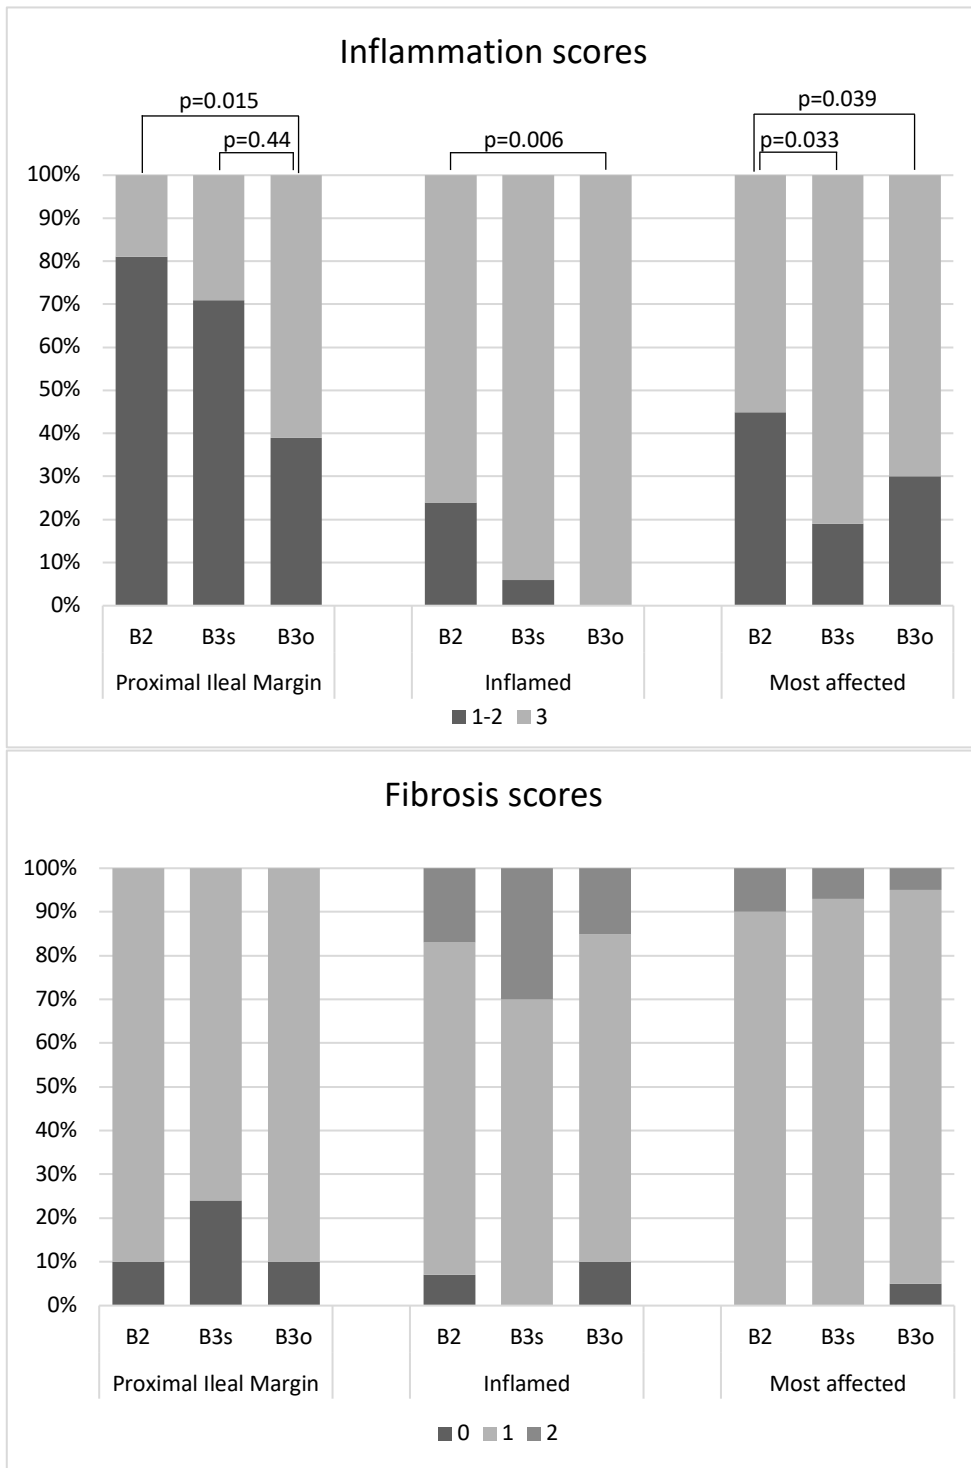 Inflammation scores
p=0.015
p=0.039
p=0.44
p=0.006
p=0.033
100%
90%
80%
70%
60%
50%
40%
30%
20%
10%
0%
B2 B3s B3o B2 B3s B3o B2 B3s B3o
Proximal Ileal Margin Inflamed Most affected
1-2 3
Fibrosis scores
100%
90%
80%
70%
60%
50%
40%
30%
20%
10%
0%
B2 B3s B3o B2 B3s B3o B2 B3s B3o
Proximal Ileal Margin Inflamed Most affected
0 1 2